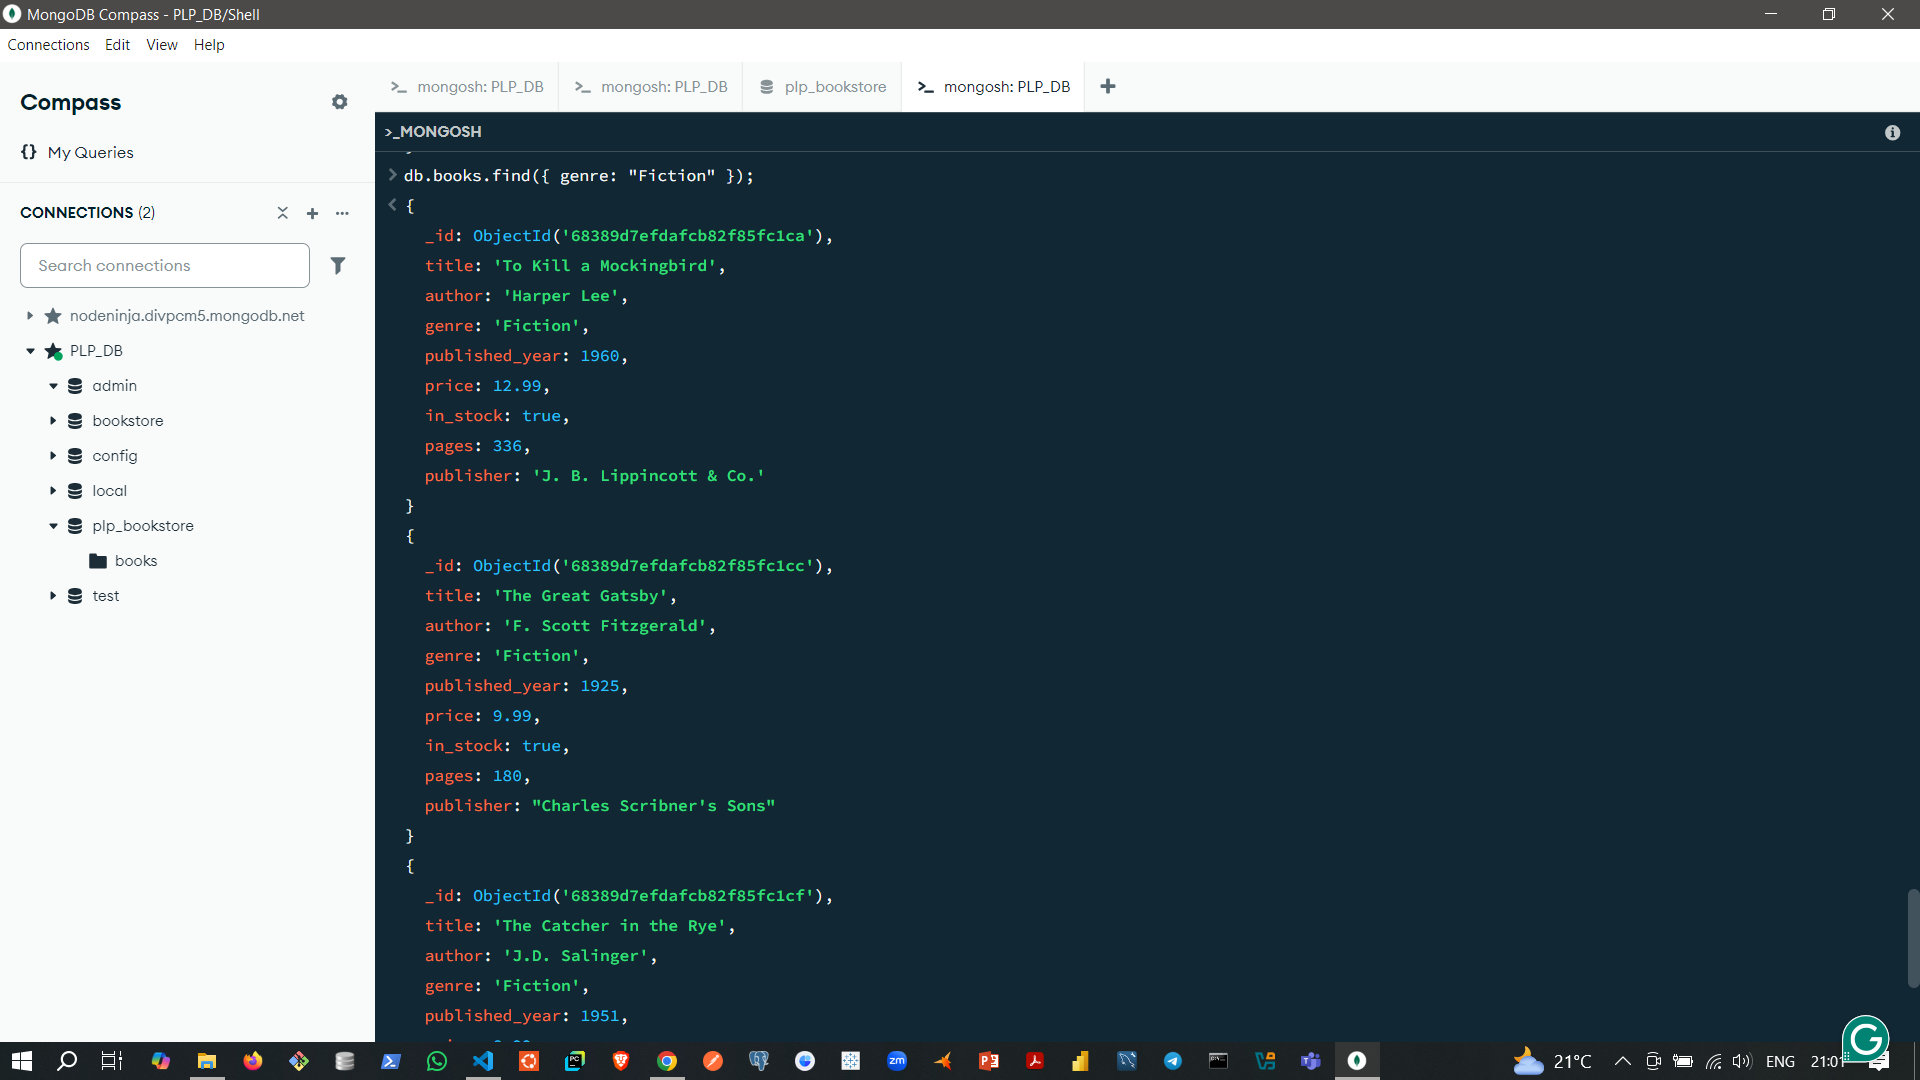 MongoDB Compass - PLP_DB/Shell
Connections Edit View Help
Compass
My Queries
CONNECTIONS (2)
Search connections
nodeninja.divpcm5.mongodb.net
PLP_DB
admin
bookstore
config
local
plp_bookstore
books
test
mongosh: PLP_DB mongosh: PLP_DB plp_bookstore mongosh: PLP_DB
>_MONGOSH
db.books.find({ genre: "Fiction" });
{
_id: ObjectId('68389d7efdafcb82f85fc1ca'),
title: 'To Kill a Mockingbird',
author: 'Harper Lee',
genre: 'Fiction',
published_year: 1960,
price: 12.99,
in_stock: true,
pages: 336,
publisher: 'J. B. Lippincott & Co.'
}
{
_id: ObjectId('68389d7efdafcb82f85fc1cc'),
title: 'The Great Gatsby',
author: 'F. Scott Fitzgerald',
genre: 'Fiction',
published_year: 1925,
price: 9.99,
in_stock: true,
pages: 180,
publisher: "Charles Scribner's Sons"
}
{
_id: ObjectId('68389d7efdafcb82f85fc1cf'),
title: 'The Catcher in the Rye',
author: 'J.D. Salinger',
genre: 'Fiction',
published_year: 1951,
21°C ENG 21:01